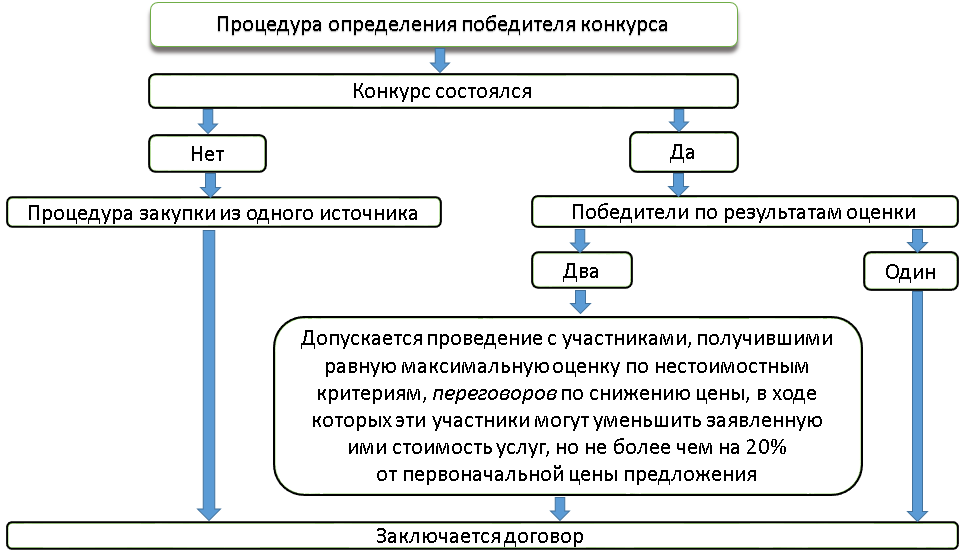 Процедура определения победителя конкурса
Конкурс состоялся
Нет
Да
Процедура закупки из одного источника
Победители по результатам оценки
Два
Один
Допускается проведение с участниками, получившими
равную максимальную оценку по нестоимостным
критериям, переговоров по снижению цены, в ходе
которых эти участники могут уменьшить заявленную
ими стоимость услуг, но не более чем на 20%
от первоначальной цены предложения
Заключается договор